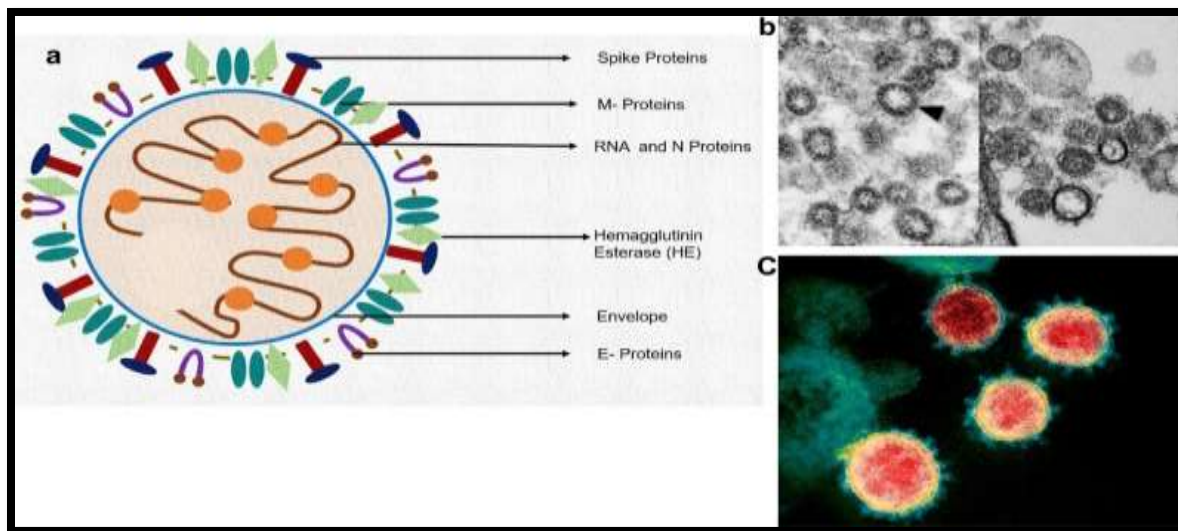 a
Spike Proteins
M- Proteins
RNA and N Proteins
Hemagglutinin
Esterase (HE)
Envelope
E- Proteins
b
C